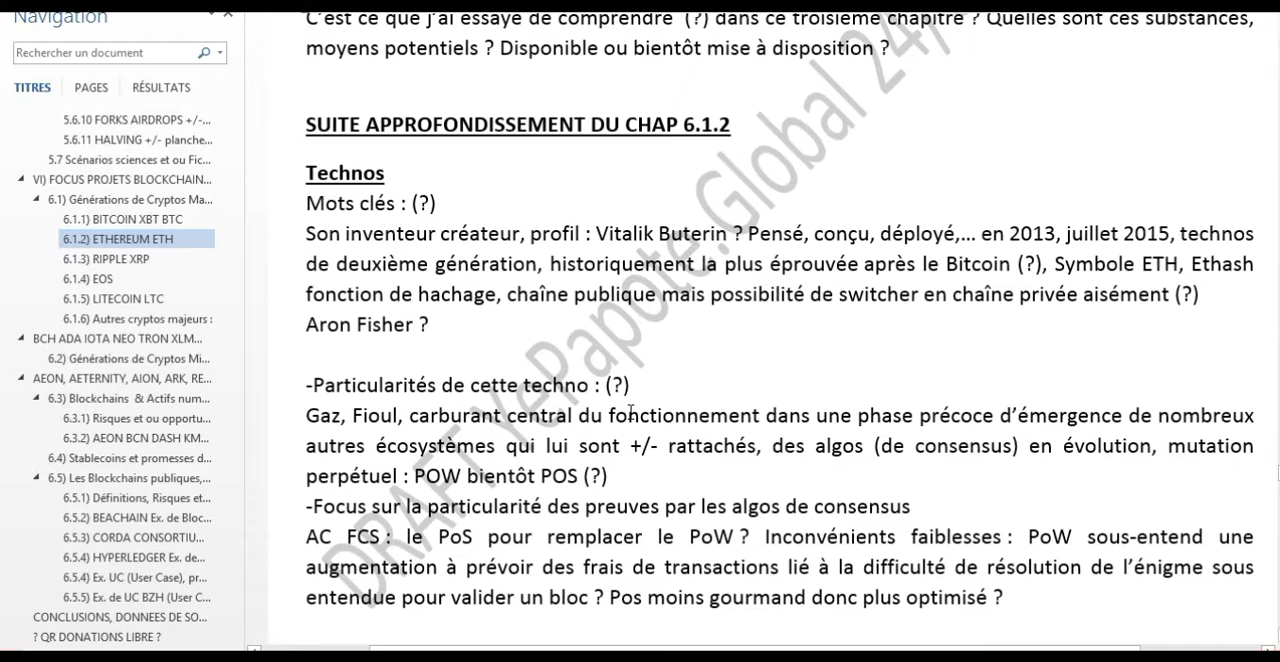 Navigation
Rechercher un document
TITRES PAGES RÉSULTATS
5.6.10 FORKS AIRDROPS +/-...
5.6.11 HALVING +/- planche...
5.7 Scénarios sciences et ou Fic...
VI) FOCUS PROJETS BLOCKCHAIN...
6.1) Générations de Cryptos Ma...
6.1.1) BITCOIN XBT BTC
6.1.2) ETHEREUM ETH
6.1.3) RIPPLE XRP
6.1.4) EOS
6.1.5) LITECOIN LTC
6.1.6) Autres cryptos majeurs :
BCH ADA IOTA NEO TRON XLM...
6.2) Générations de Cryptos Mi...
AEON, AETERNITY, AION, ARK, RE...
6.3) Blockchains & Actifs num...
6.3.1) Risques et ou opportu...
6.3.2) AEON BCN DASH KM...
6.4) Stablecoins et promesses d...
6.5) Les Blockchains publiques,...
6.5.1) Définitions, Risques et...
6.5.2) BEACHAIN Ex. de Bloc...
6.5.3) CORDA CONSORTIU...
6.5.4) HYPERLEDGER Ex. de...
6.5.4) Ex. UC (User Case), pr...
6.5.5) Ex. de UC BZH (User C...
CONCLUSIONS, DONNEES DE SO...
? QR DONATIONS LIBRE ?
C'est ce que j'ai essayé de comprendre (?) dans ce troisième chapitre ? Quelles sont ces substances,
moyens potentiels ? Disponible ou bientôt mise à disposition ?
SUITE APPROFONDISSEMENT DU CHAP 6.1.2
Technos
Mots clés : (?)
Son inventeur créateur, profil : Vitalik Buterin ? Pensé, conçu, déployé,... en 2013, juillet 2015, technos
de deuxième génération, historiquement la plus éprouvée après le Bitcoin (?), Symbole ETH, Ethash
fonction de hachage, chaîne publique mais possibilité de switcher en chaîne privée aisément (?)
Aron Fisher ?
-Particularités de cette techno : (?)
Gaz, Fioul, carburant central du fonctionnement dans une phase précoce d'émergence de nombreux
autres écosystèmes qui lui sont +/- rattachés, des algos (de consensus) en évolution, mutation
perpétuel : POW bientôt POS (?)
-Focus sur la particularité des preuves par les algos de consensus
AC FCS : le PoS pour remplacer le PoW ? Inconvénients faiblesses : PoW sous-entend une
augmentation à prévoir des frais de transactions lié à la difficulté de résolution de l'énigme sous
entendue pour valider un bloc ? Pos moins gourmand donc plus optimisé ?
DRAFT YePapote.Global 24/